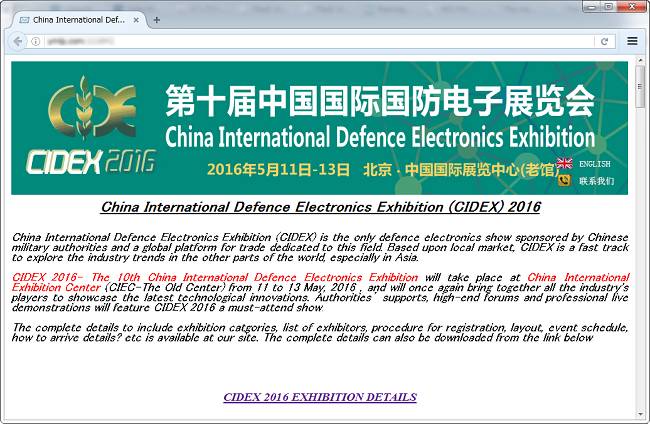 China International Def...
CIDEX 2016
第十届中国国际国防电子展览会
China International Defence Electronics Exhibition
2016年5月11日-13日 北京·中国国际展览中心(老馆)
ENGLISH
联系我们
China International Defence Electronics Exhibition (CIDEX) 2016
China International Defence Electronics Exhibition (CIDEX) is the only defence electronics show sponsored by Chinese
military authorities and a global platform for trade dedicated to this field. Based upon local market, CIDEX is a fast track
to explore the industry trends in the other parts of the world, especially in Asia.
CIDEX 2016- The 10th China International Defence Electronics Exhibition will take place at China International
Exhibition Center (CIEC-The Old Center) from 11 to 13 May, 2016 , and will once again bring together all the industry's
players to showcase the latest technological innovations. Authorities' supports, high-end forums and professional live
demonstrations will feature CIDEX 2016 a must-attend show.
The complete details to include exhibition catgories, list of exhibitors, procedure for registration, layout, event schedule,
how to arrive details? etc is available at our site. The complete details can also be downloaded from the link below
CIDEX 2016 EXHIBITION DETAILS